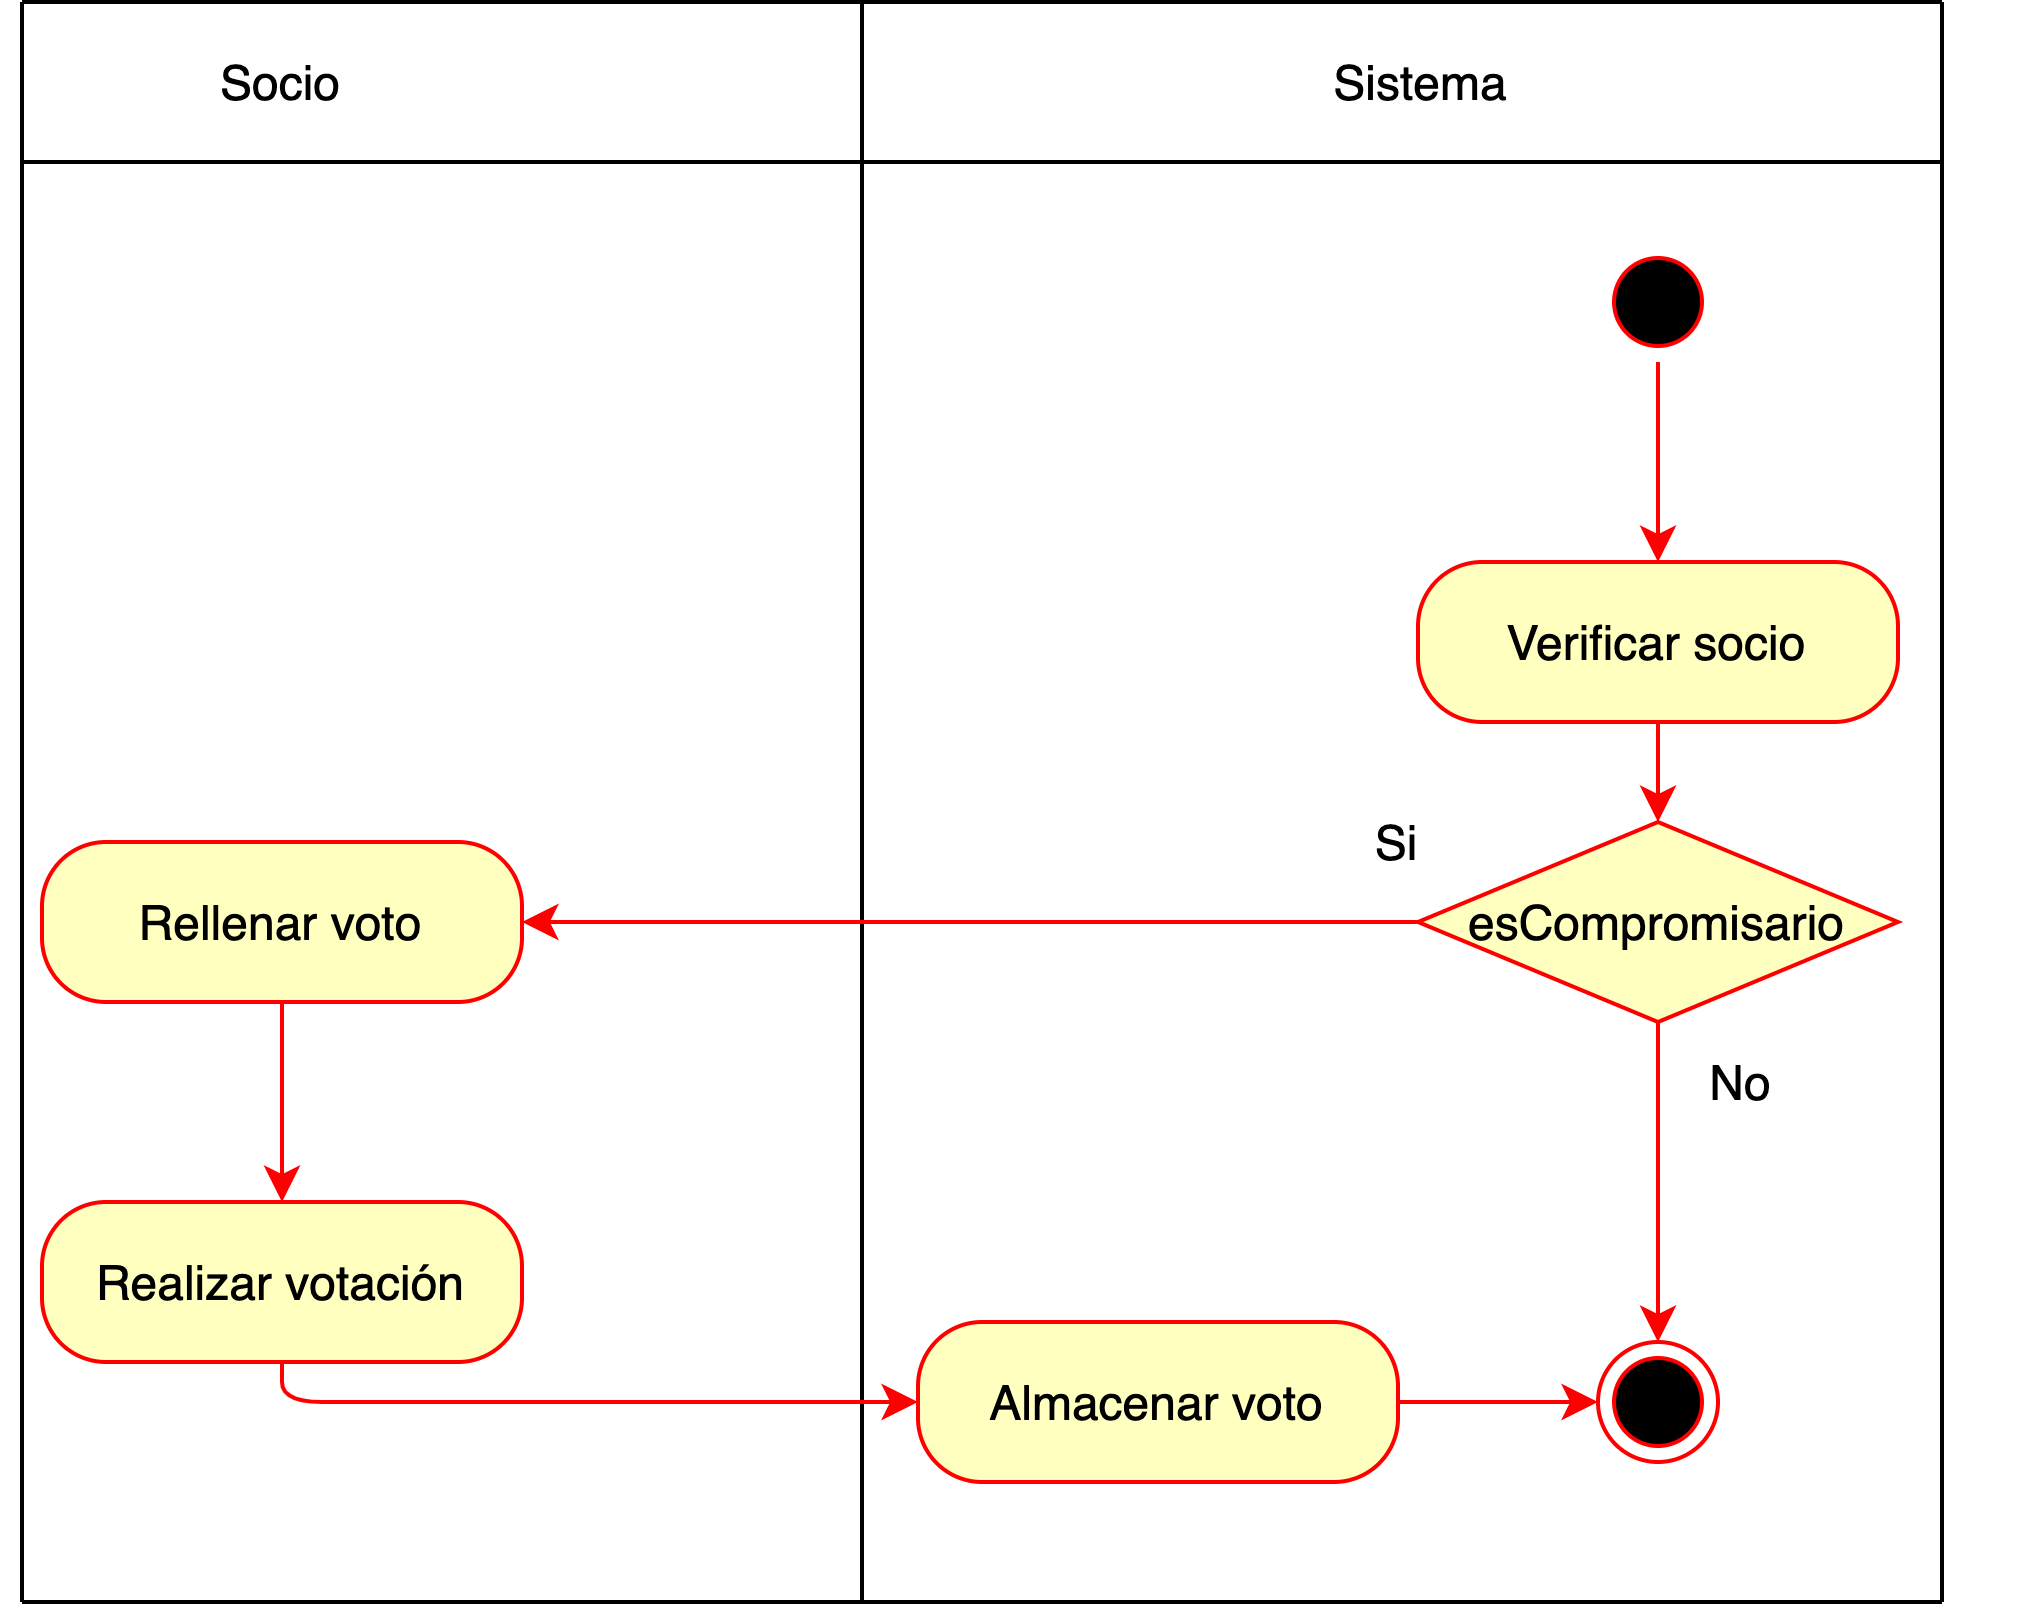 Socio
Sistema
Verificar socio
Si
Rellenar voto
esCompromisario
No
Realizar votación
Almacenar voto